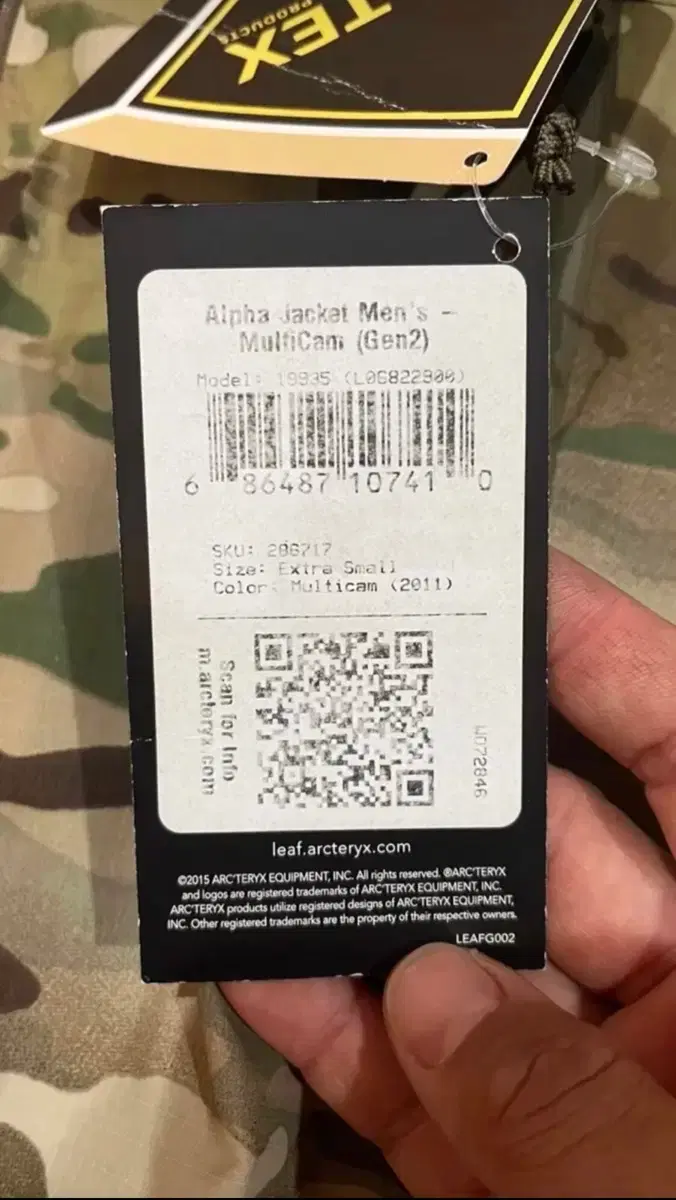 TEX
PRODUCTS
Alpha Jacket Men's -
MultiCam (Gen2)
Model: 19935 (L06822900)
6 86487 10741 0
SKU: 286717
Size: Extra Small
Color: Multicam (2011)
Scan for Info
m.arcteryx.com
WO72846
leaf.arcteryx.com
©2015 ARC'TERYX EQUIPMENT, INC. All rights reserved. ®ARC'TERYX
and logos are registered trademarks of ARC'TERYX EQUIPMENT, INC.
ARC'TERYX products utilize registered designs of ARC'TERYX EQUIPMENT,
INC. Other registered trademarks are the property of their respective owners.
LEAFG002